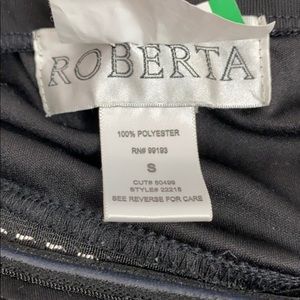 ROBERTA
100% POLYESTER
RN# 99193
S
CUT# 50499
STYLE# 22215
SEE REVERSE FOR CARE